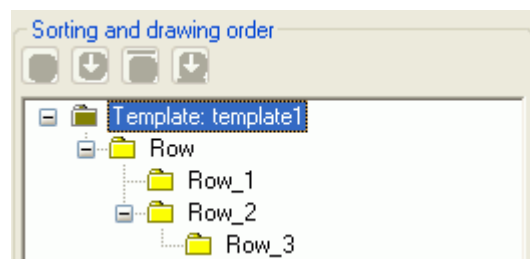 Sorting and drawing order
Template: template1
Row
Row_1
Row_2
Row_3